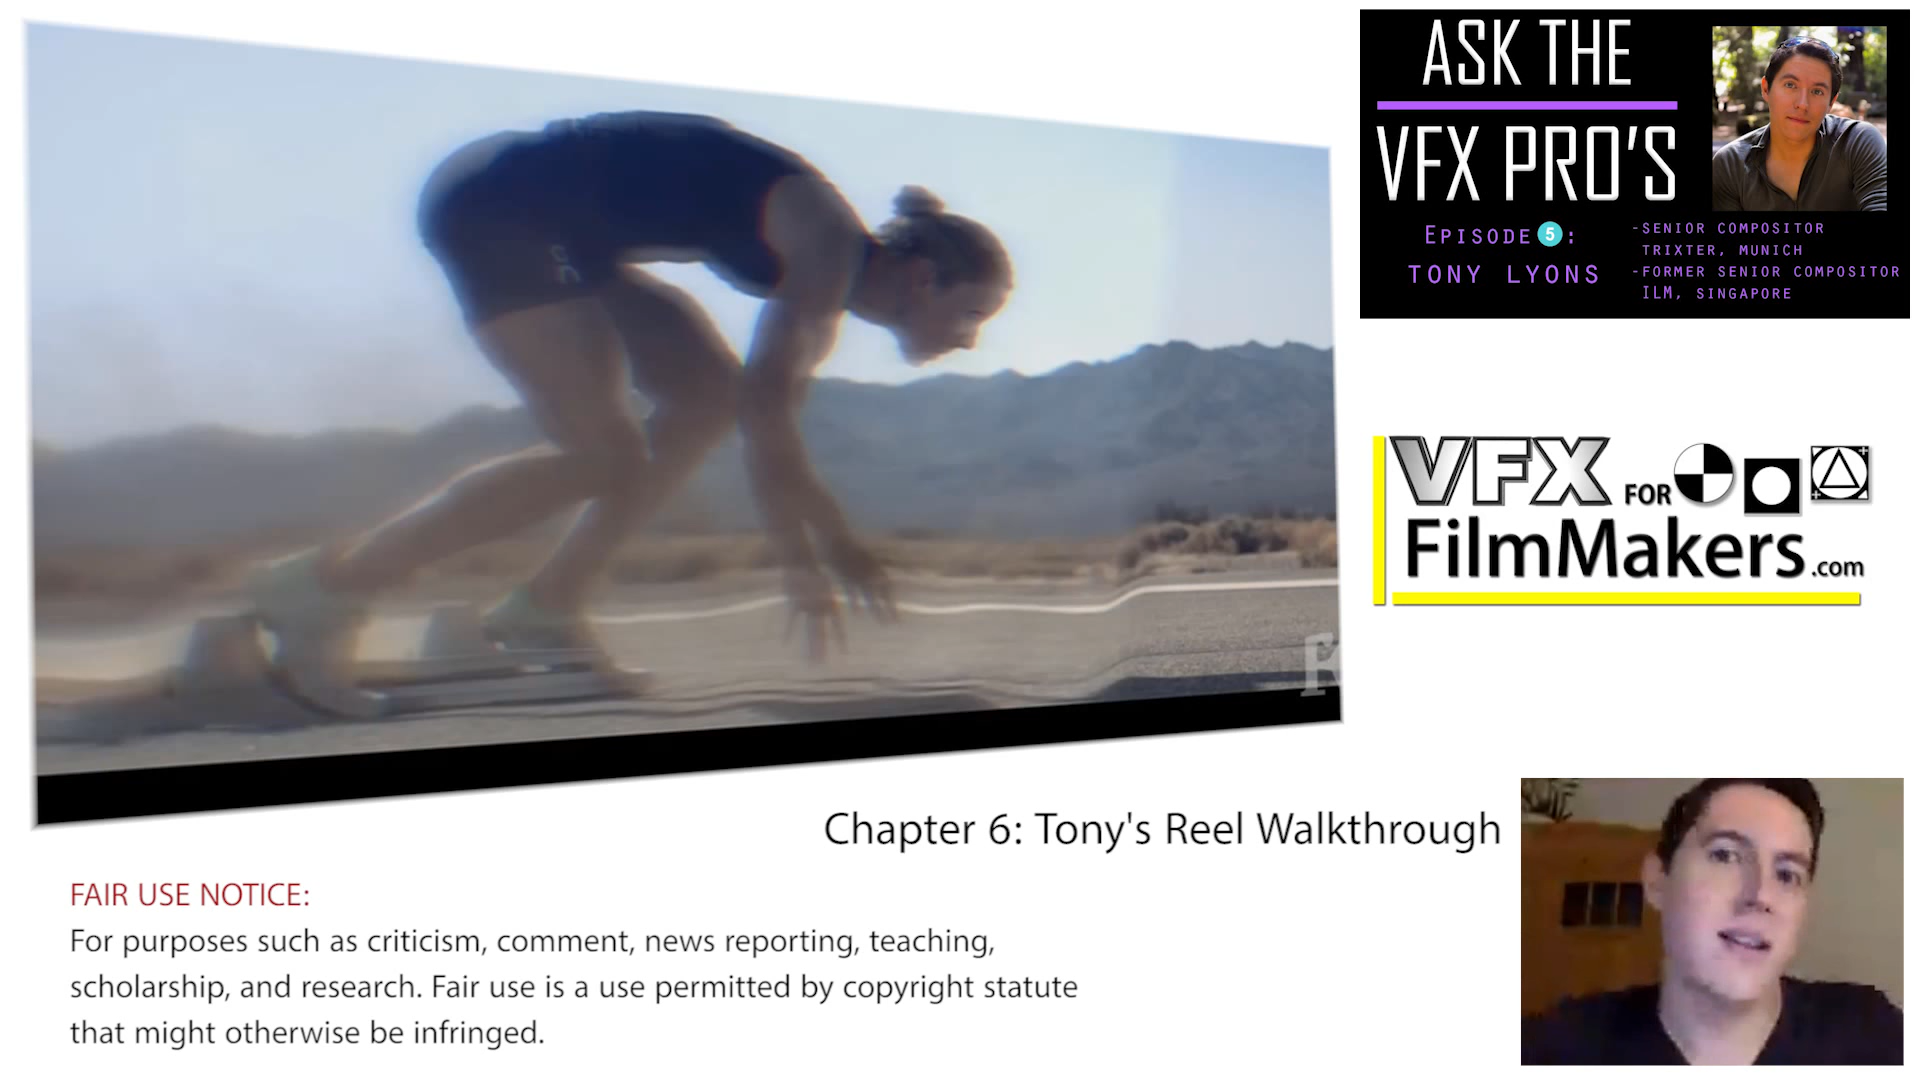 ASK THE
VFX PRO'S
EPISODE 5:
TONY LYONS
-SENIOR COMPOSITOR
TRIXTER, MUNICH
-FORMER SENIOR COMPOSITOR
ILM, SINGAPORE
VFX FOR
FilmMakers.com
Chapter 6: Tony's Reel Walkthrough
FAIR USE NOTICE:
For purposes such as criticism, comment, news reporting, teaching,
scholarship, and research. Fair use is a use permitted by copyright statute
that might otherwise be infringed.